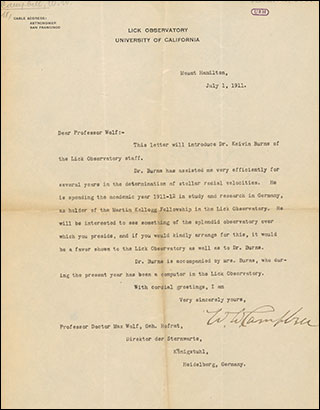 CABLE ADDRESS:
ASTRONOMER
SAN FRANCISCO
LICK OBSERVATORY
UNIVERSITY OF CALIFORNIA
Mount Hamilton,
July 1, 1911.
Dear Professor Wolf:-
This letter will introduce Dr. Keivin Burns
of the Lick Observatory staff.
Dr. Burns has assisted us very efficiently for
several years in the determination of stellar radial velocities. He
is spending the academic year 1911-12 in study and research in Germany,
as holder of the Martin Kellogg Fellowship in the Lick Observatory. He
will be interested to see something of the splendid observatory over
which you preside, and if you would kindly arrange for this, it would
be a favor shown to the Lick Observatory as well as to Dr. Burns.
Dr. Burns is accompanied by Mrs. Burns, who dur-
ing the present year has been a computer in the Lick Observatory.
With cordial greetings, I am
Very sincerely yours,
W. W. Campbell
Professor Doctor Max Wolf, Geh. Hofrat,
Director der Sternwarte,
Königstuhl,
Heidelberg, Germany.